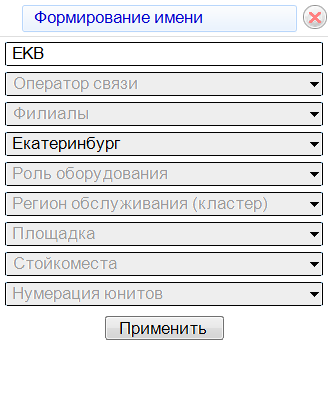 Формирование имени
EKB
Оператор связи
Филиалы
Екатеринбург
Роль оборудования
Регион обслуживания (кластер)
Площадка
Стойкоместа
Нумерация юнитов
Применить